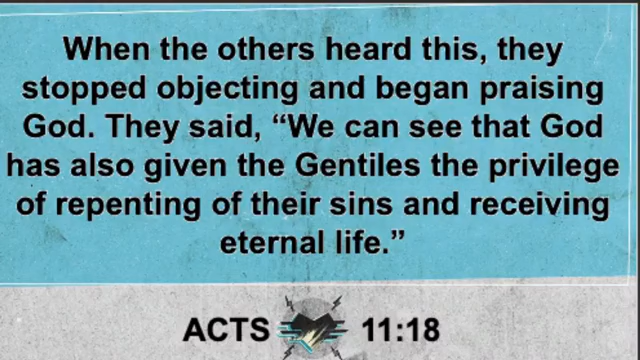 When the others heard this, they
stopped objecting and began praising
God. They said, “We can see that God
has also given the Gentiles the privilege
of repenting of their sins and receiving
eternal life.”
ACTS 11:18